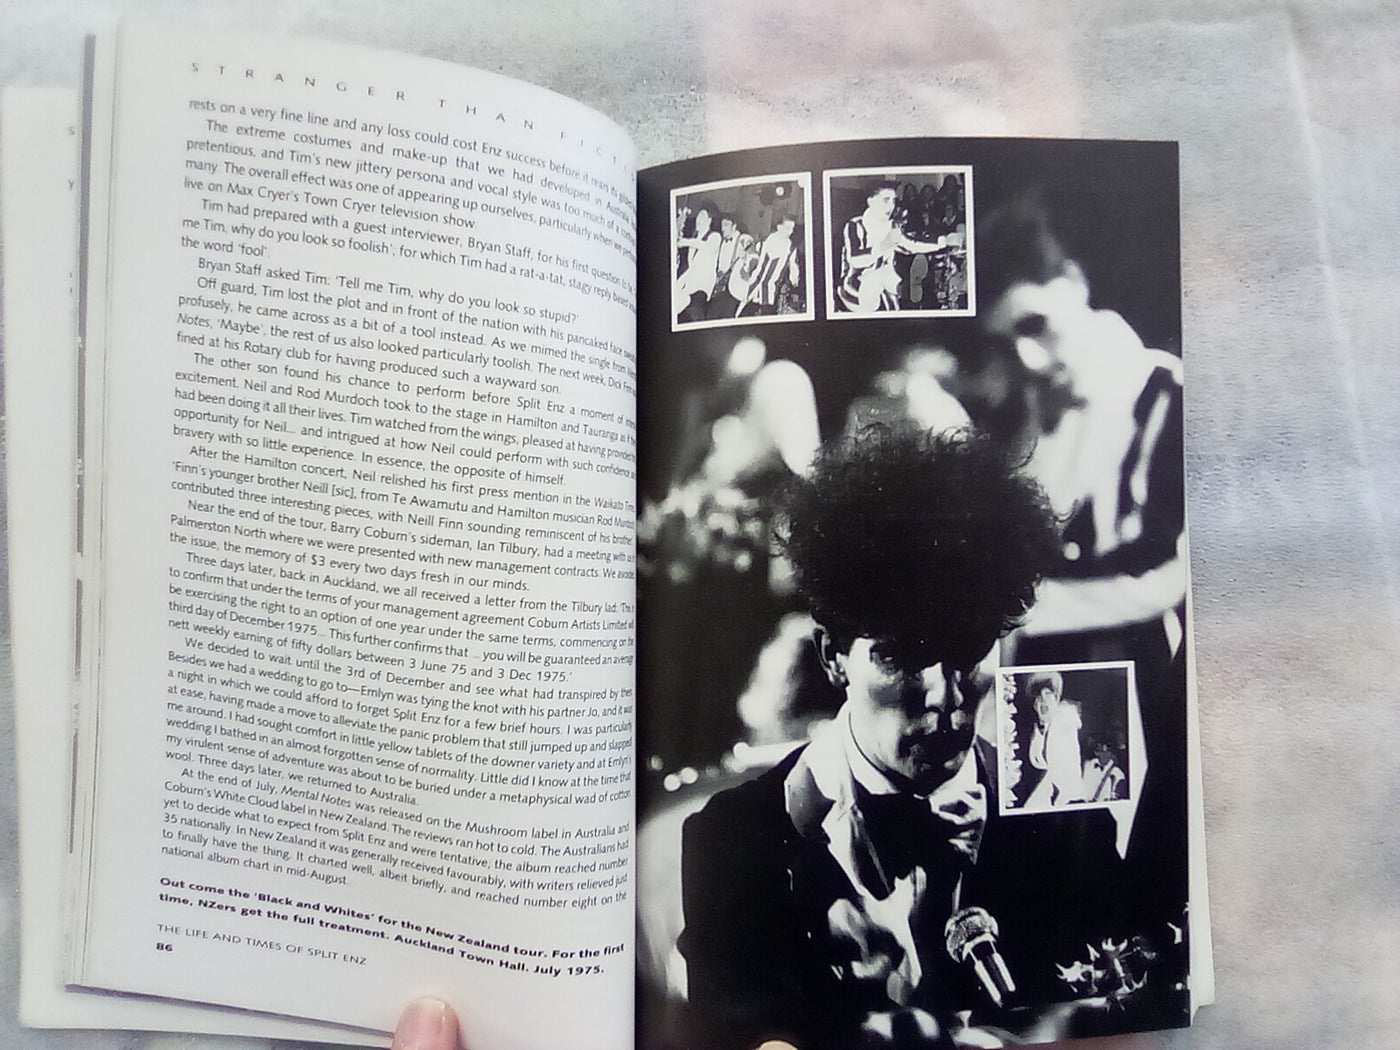 STRANGER THAN FICTI
rests on a very fine line and any loss could cost Enz success before it
The extreme costumes and make-up that we had developed in
pretentious, and Tim's new jittery persona and vocal style was too much of a
many. The overall effect was one of appearing up ourselves, particularly when we
live on Max Cryer's Town Cryer television show.
Tim had prepared with a guest interviewer, Bryan Staff, for his first question to be
me Tim, why do you look so foolish', for which Tim had a rat-a-tat, stagy reply based
the word 'fool'.
Bryan Staff asked Tim: 'Tell me Tim, why do you look so stupid?'
Off guard, Tim lost the plot and in front of the nation with his pancaked face
profusely, he came across as a bit of a tool instead. As we mimed the single from
Notes, 'Maybe', the rest of us also looked particularly toolish. The next week, Dick Finn
fined at his Rotary club for having produced such a wayward son.
The other son found his chance to perform before Split Enz a moment of
excitement. Neil and Rod Murdoch took to the stage in Hamilton and Tauranga as if
had been doing it all their lives. Tim watched from the wings, pleased at having provided
opportunity for Neil... and intrigued at how Neil could perform with such confidence
bravery with so little experience. In essence, the opposite of himself.
After the Hamilton concert, Neil relished his first press mention in the Waikato
'Finn's younger brother Neill [sic], from Te Awamutu and Hamilton musician Rod
contributed three interesting pieces, with Neill Finn sounding reminiscent of his
Near the end of the tour, Barry Coburn's sideman, Ian Tilbury, had a meeting with
Palmerston North where we were presented with new management contracts. We
the issue, the memory of $3 every two days fresh in our minds.
Three days later, back in Auckland, we all received a letter from the Tilbury lad:
to confirm that under the terms of your management agreement Coburn Artists Limited
be exercising the right to an option of one year under the same terms, commencing on
third day of December 1975... This further confirms that ... you will be guaranteed an average
nett weekly earning of fifty dollars between 3 June 75 and 3 Dec 1975.'
We decided to wait until the 3rd of December and see what had transpired by then.
Besides we had a wedding to go to—Emlyn was tying the knot with his partner Jo, and it was
a night in which we could afford to forget Split Enz for a few brief hours. I was particularly
at ease, having made a move to alleviate the panic problem that still jumped up and slapped
me around. I had sought comfort in little yellow tablets of the downer variety and at Emlyn's
wedding I bathed in an almost forgotten sense of normality. Little did I know at the time that
my virulent sense of adventure was about to be buried under a metaphysical wad of cotton
wool. Three days later, we returned to Australia.
At the end of July, Mental Notes was released on the Mushroom label in Australia and
Coburn's White Cloud label in New Zealand. The reviews ran hot to cold. The Australians had
yet to decide what to expect from Split Enz and were tentative, the album reached number
35 nationally. In New Zealand it was generally received favourably, with writers relieved just
to finally have the thing. It charted well, albeit briefly, and reached number eight on the
national album chart in mid-August.
Out come the 'Black and Whites' for the New Zealand tour. For the first
time, NZers get the full treatment. Auckland Town Hall, July 1975.
THE LIFE AND TIMES OF SPLIT ENZ
86